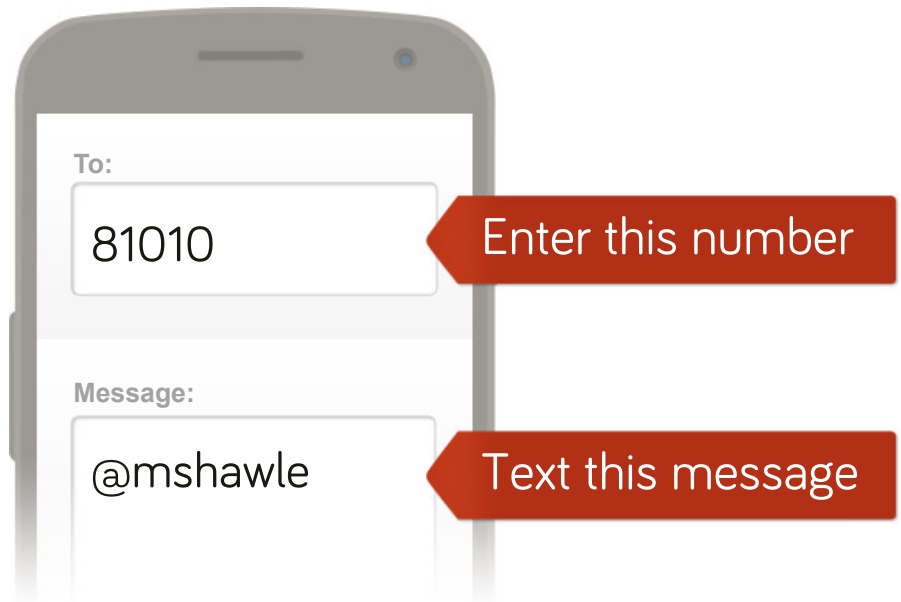 To:
81010
Enter this number
Message:
@mshawle
Text this message